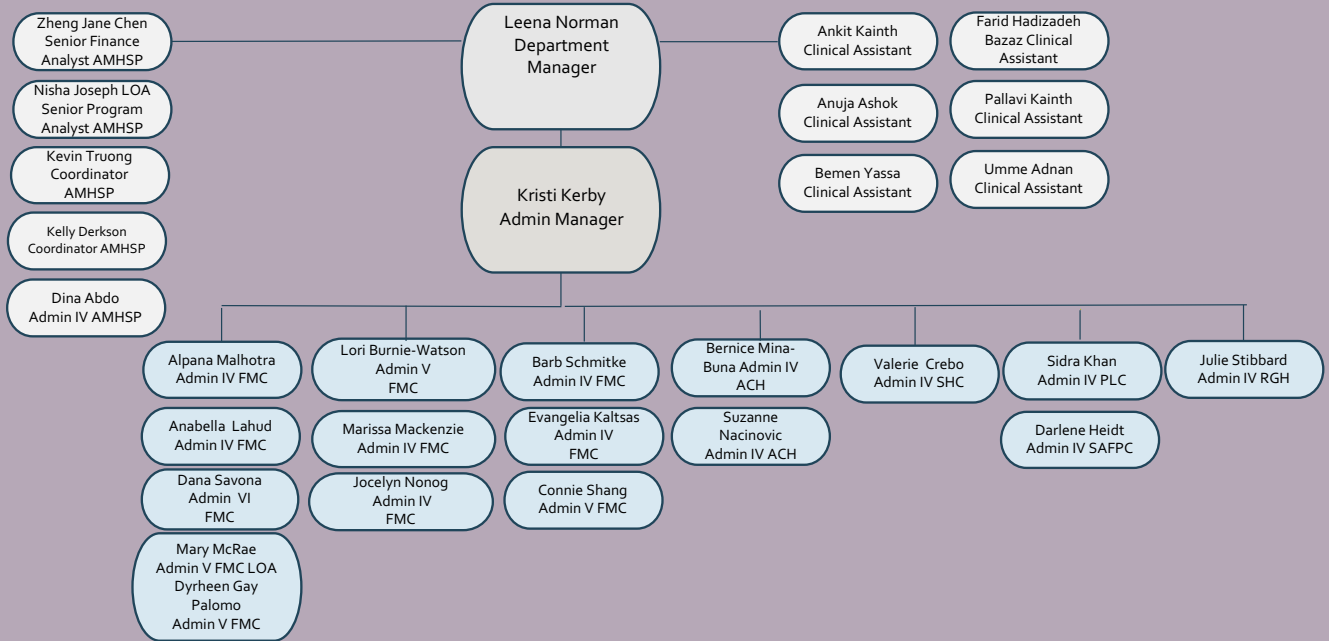 Zheng Jane Chen
Senior Finance
Analyst AMHSP
Nisha Joseph LOA
Senior Program
Analyst AMHSP
Kevin Truong
Coordinator
AMHSP
Kelly Derkson
Coordinator AMHSP
Dina Abdo
Admin IV AMHSP
Leena Norman
Department
Manager
Kristi Kerby
Admin Manager
Ankit Kainth
Clinical Assistant
Farid Hadizadeh
Bazaz Clinical
Assistant
Anuja Ashok
Clinical Assistant
Pallavi Kainth
Clinical Assistant
Bemen Yassa
Clinical Assistant
Umme Adnan
Clinical Assistant
Alpana Malhotra
Admin IV FMC
Anabella Lahud
Admin IV FMC
Dana Savona
Admin VI
FMC
Mary McRae
Admin V FMC LOA
Dyrheen Gay
Palomo
Admin V FMC
Lori Burnie-Watson
Admin V
FMC
Marissa Mackenzie
Admin IV FMC
Jocelyn Nonog
Admin IV
FMC
Barb Schmitke
Admin IV FMC
Evangelia Kaltsas
Admin IV
FMC
Connie Shang
Admin V FMC
Bernice Mina-
Buna Admin IV
ACH
Suzanne
Nacinovic
Admin IV ACH
Valerie Crebo
Admin IV SHC
Sidra Khan
Admin IV PLC
Darlene Heidt
Admin IV SAFPC
Julie Stibbard
Admin IV RGH